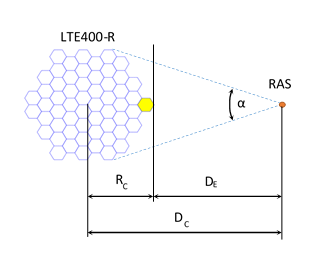 LTE400-R
RAS
α
R_C
D_E
D_C